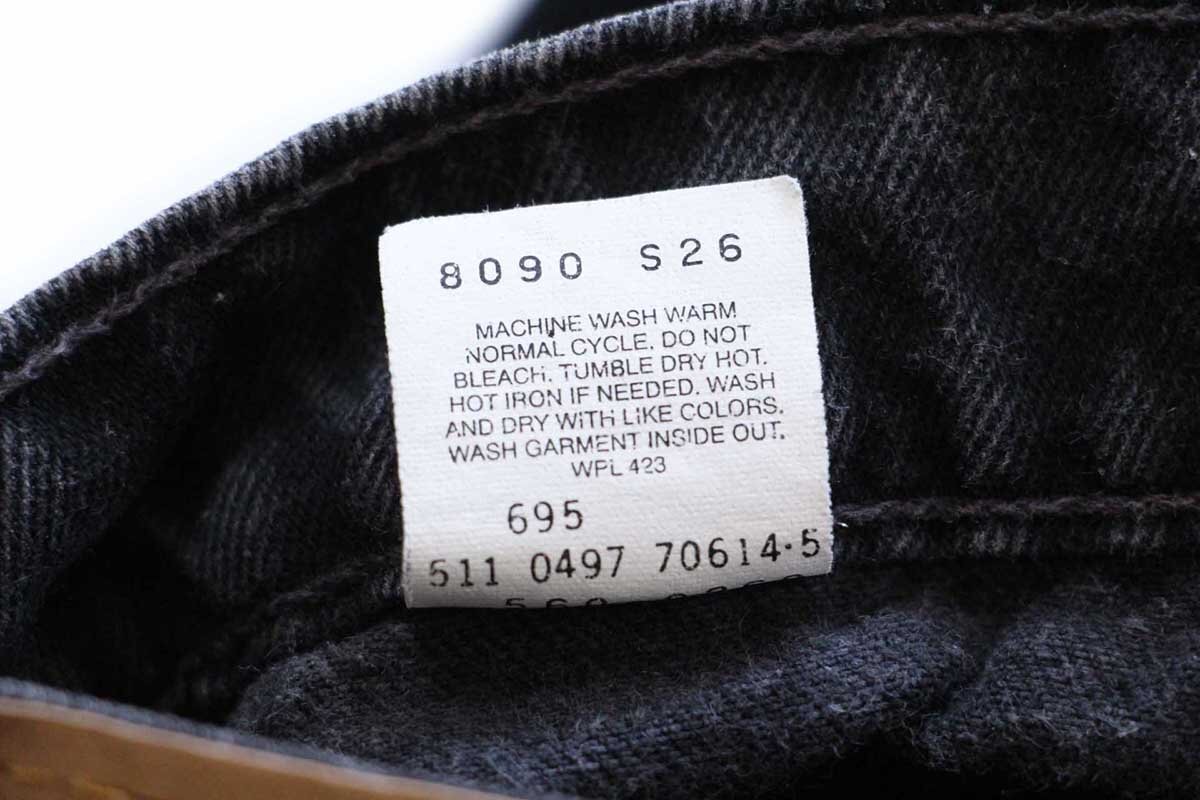 8090 S26
MACHINE WASH WARM
NORMAL CYCLE. DO NOT
BLEACH. TUMBLE DRY HOT.
HOT IRON IF NEEDED. WASH
AND DRY WITH LIKE COLORS.
WASH GARMENT INSIDE OUT.
WPL 423
695
511 0497 70614-5